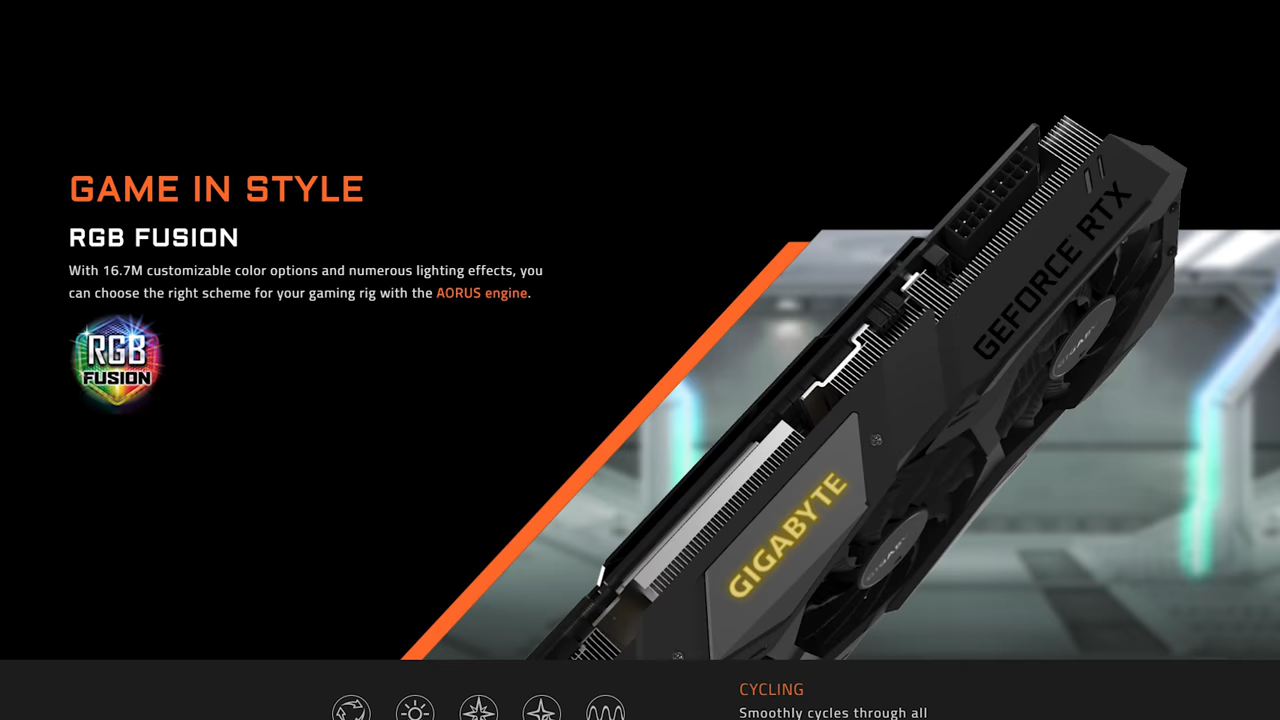 GAME IN STYLE
RGB FUSION
With 16.7M customizable color options and numerous lighting effects, you
can choose the right scheme for your gaming rig with the AORUS engine.
RGB
FUSION
GEFORCE RTX
GIGABYTE
CYCLING
Smoothly cycles through all